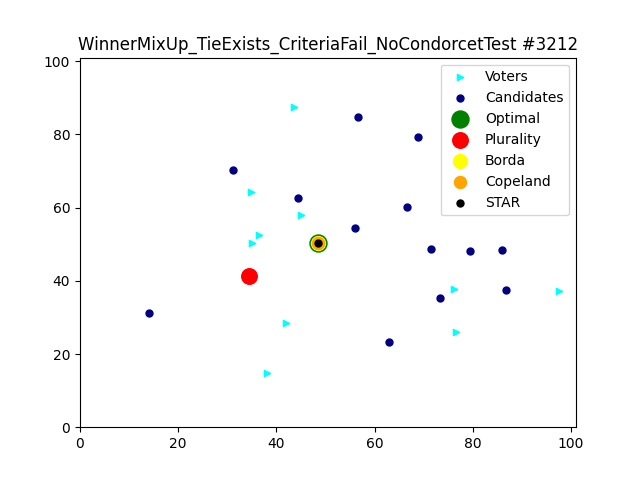 WinnerMixUp_TieExists_CriteriaFail_NoCondorcetTest #3212
Voters
Candidates
Optimal
Plurality
Borda
Copeland
STAR
100
80
60
40
20
0
0 20 40 60 80 100